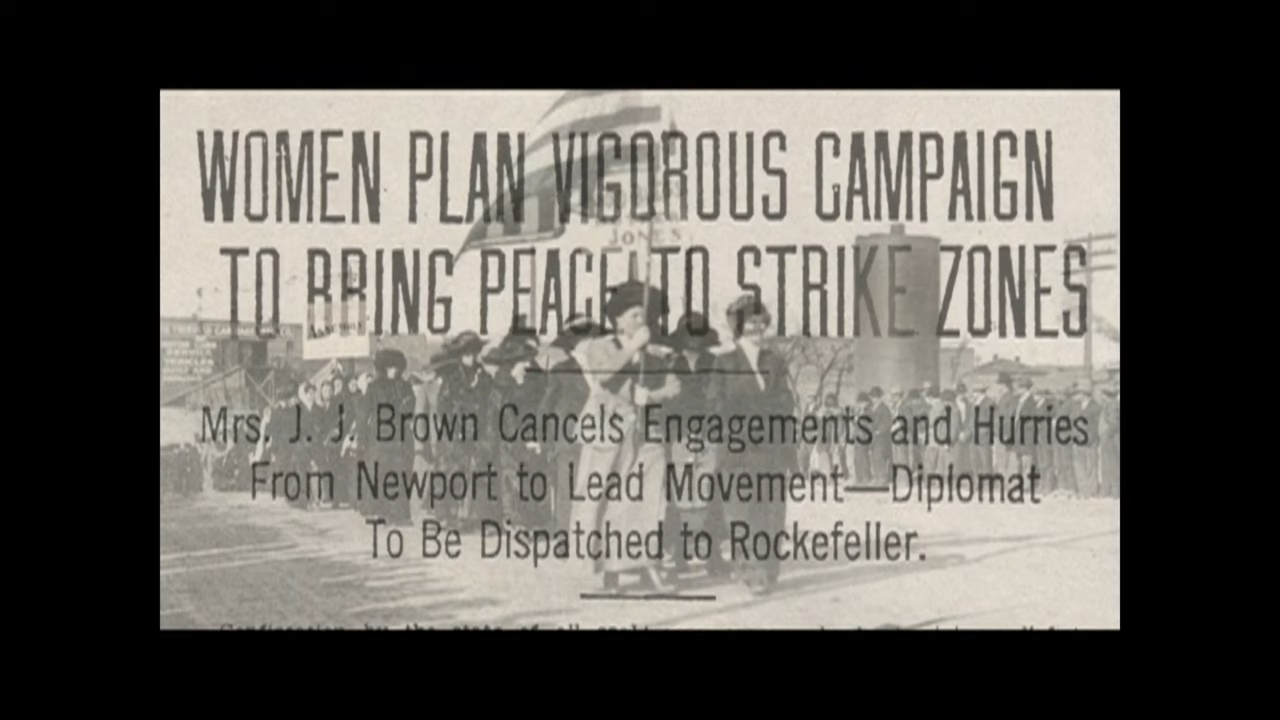 WOMEN PLAN VIGOROUS CAMPAIGN
JONES
TO BRING PEACE TO STRIKE ZONES
Mrs. J. J. Brown Cancels Engagements and Hurries
From Newport to Lead Movement—Diplomat
To Be Dispatched to Rockefeller.